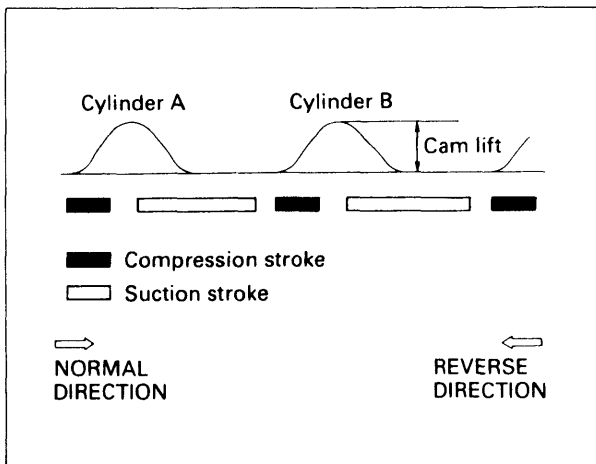 Cylinder A
Cylinder B
Cam lift
Compression stroke
Suction stroke
NORMAL
DIRECTION
REVERSE
DIRECTION